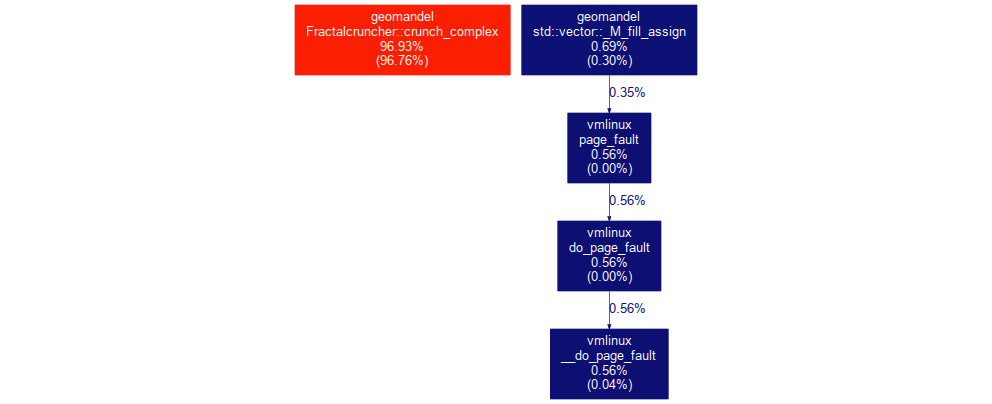 geomandel
Fractalcruncher::crunch_complex
96.93%
(96.76%)
geomandel
std::vector::_M_fill_assign
0.69%
(0.30%)
0.35%
vmlinux
page_fault
0.56%
(0.00%)
0.56%
vmlinux
do_page_fault
0.56%
(0.00%)
0.56%
vmlinux
__do_page_fault
0.56%
(0.04%)